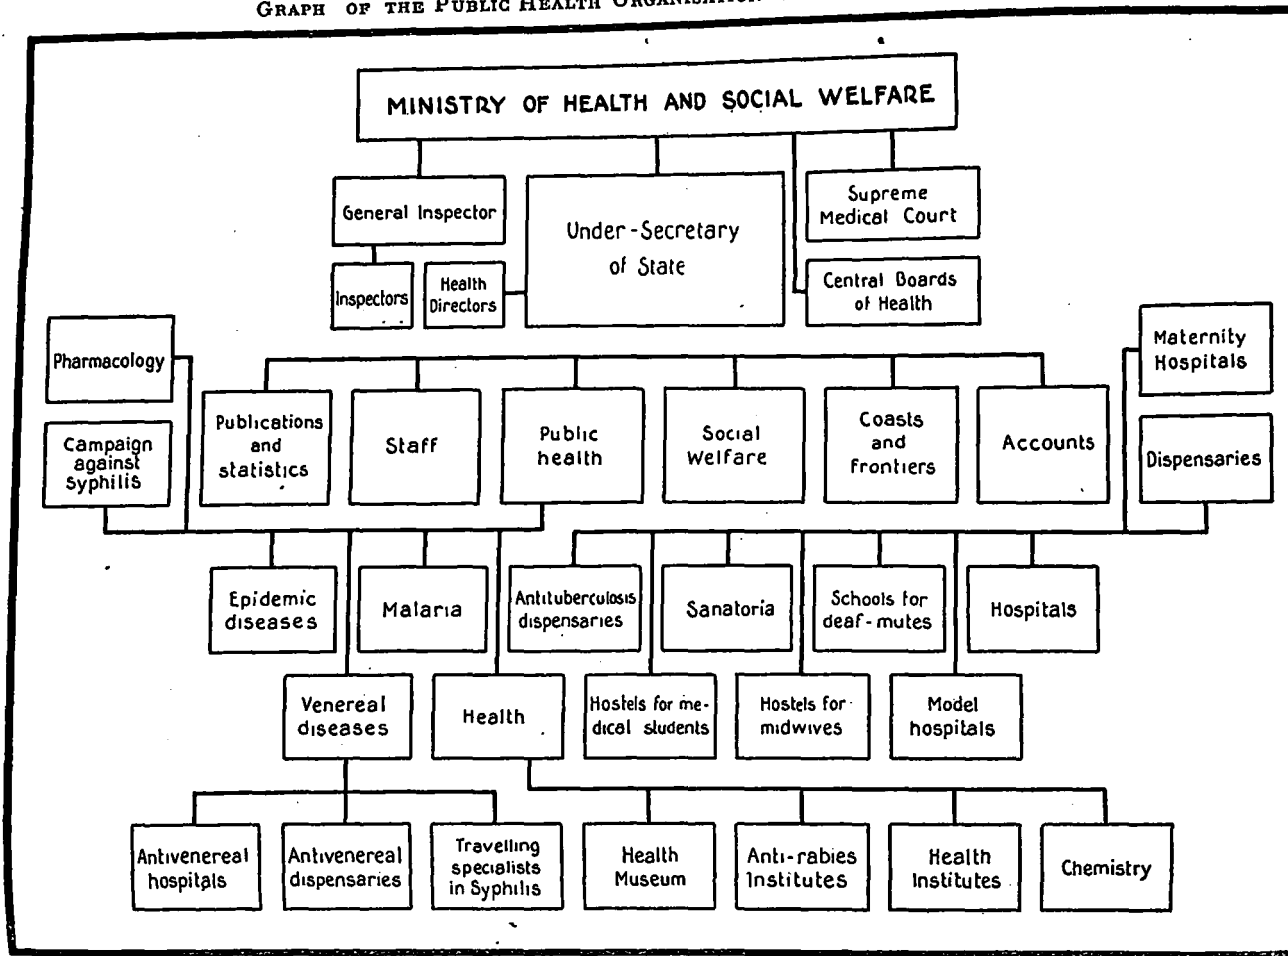 GRAPH OF THE PUBLIC HEALTH ORGANISATION
MINISTRY OF HEALTH AND SOCIAL WELFARE
General Inspector
Under-Secretary
of State
Supreme
Medical Court
Inspectors
Health
Directors
Central Boards
of Health
Pharmacology
Maternity
Hospitals
Campaign
against
Syphilis
Publications
and
statistics
Staff
Public
health
Social
Welfare
Coasts
and
Frontiers
Accounts
Dispensaries
Epidemic
diseases
Malaria
Antituberculosis
dispensaries
Sanatoria
Schools for
deaf-mutes
Hospitals
Venereal
diseases
Health
Hostels for me-
dical students
Hostels for
midwives
Model
hospitals
Antivenereal
hospitals
Antivenereal
dispensaries
Travelling
specialists
in Syphilis
Health
Museum
Anti-rabies
Institutes
Health
Institutes
Chemistry